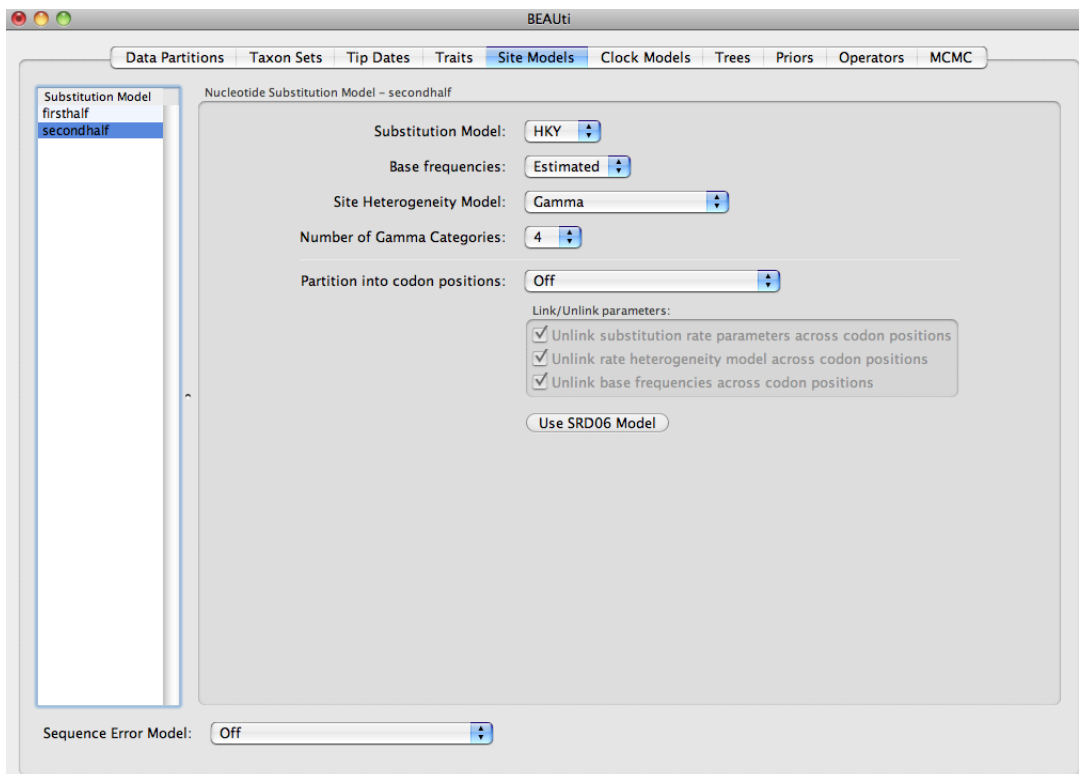 BEAUti
Data Partitions Taxon Sets Tip Dates Traits Site Models Clock Models Trees Priors Operators MCMC
Substitution Model
firsthalf
secondhalf
Nucleotide Substitution Model – secondhalf
Substitution Model: HKY
Base frequencies: Estimated
Site Heterogeneity Model: Gamma
Number of Gamma Categories: 4
Partition into codon positions: Off
Link/Unlink parameters:
Unlink substitution rate parameters across codon positions
Unlink rate heterogeneity model across codon positions
Unlink base frequencies across codon positions
Use SRD06 Model
Sequence Error Model: Off